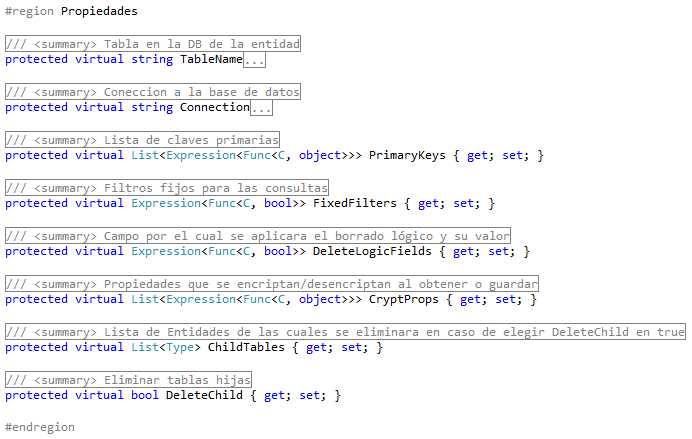 #region Propiedades
/// <summary> Tabla en la DB de la entidad
protected virtual string TableName...
/// <summary> Coneccion a la base de datos
protected virtual string Connection...
/// <summary> Lista de claves primarias
protected virtual List<Expression<Func<C, object>>> PrimaryKeys { get; set; }
/// <summary> Filtros fijos para las consultas
protected virtual Expression<Func<C, bool>> FixedFilters { get; set; }
/// <summary> Campo por el cual se aplicara el borrado lógico y su valor
protected virtual Expression<Func<C, bool>> DeleteLogicFields { get; set; }
/// <summary> Propiedades que se encriptan/desencriptan al obtener o guardar
protected virtual List<Expression<Func<C, object>>> CryptProps { get; set; }
/// <summary> Lista de Entidades de las cuales se eliminara en caso de elegir DeleteChild en true
protected virtual List<Type> ChildTables { get; set; }
/// <summary> Eliminar tablas hijas
protected virtual bool DeleteChild { get; set; }
#endregion